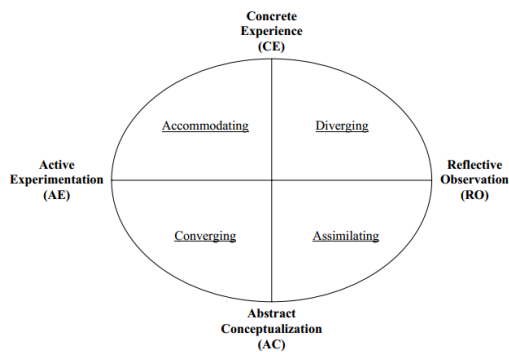 Concrete
Experience
(CE)
Accommodating
Diverging
Active
Experimentation
(AE)
Reflective
Observation
(RO)
Converging
Assimilating
Abstract
Conceptualization
(AC)